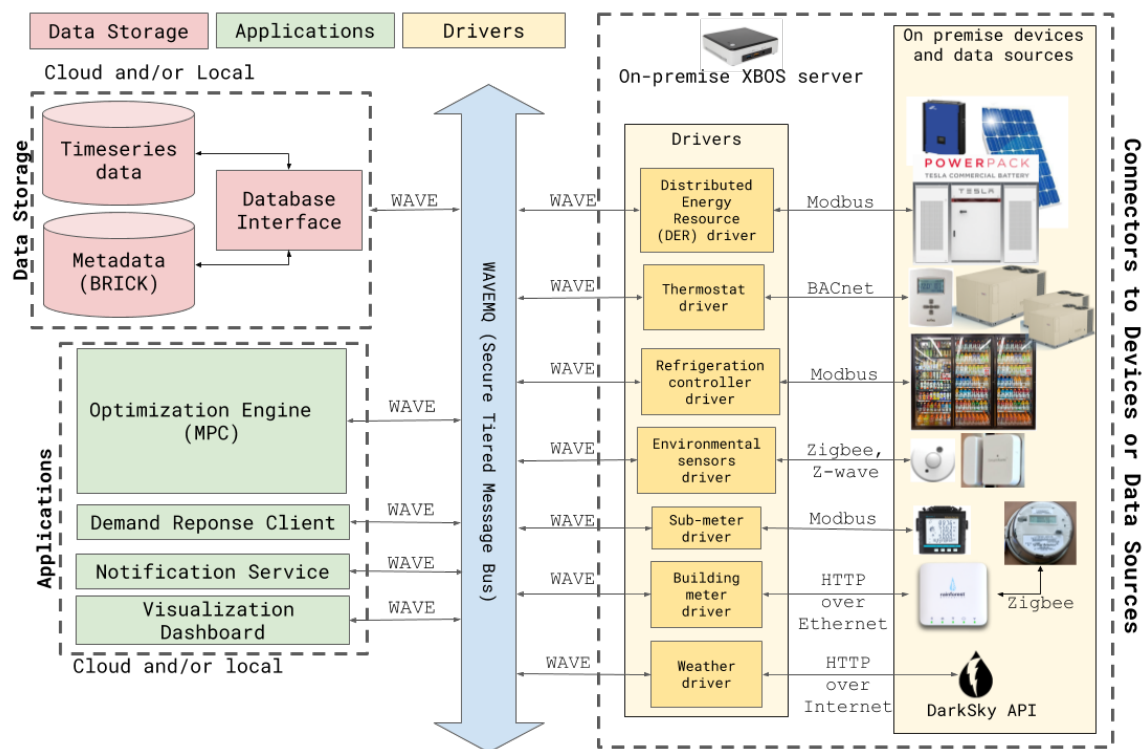 Data Storage
Applications
Drivers
Cloud and/or Local
Data Storage
Timeseries
data
Metadata
(BRICK)
Database
Interface
WAVE
Applications
Optimization Engine
(MPC)
WAVE
Demand Reponse Client
WAVE
Notification Service
WAVE
Visualization
Dashboard
WAVE
Cloud and/or local
WAVEMQ (Secure Tiered Message Bus)
On-premise XBOS server
Drivers
WAVE
Distributed
Energy
Resource
(DER) driver
Modbus
WAVE
Thermostat
driver
BACnet
WAVE
Refrigeration
controller
driver
Modbus
WAVE
Environmental
sensors
driver
Zigbee,
Z-wave
WAVE
Sub-meter
driver
Modbus
WAVE
Building
meter
driver
HTTP
over
Ethernet
WAVE
Weather
driver
HTTP
over
Internet
On premise devices
and data sources
POWERPACK
TESLA COMMERCIAL BATTERY
TESLA
rainforest
Zigbee
DarkSky API
Connectors to Devices or Data Sources